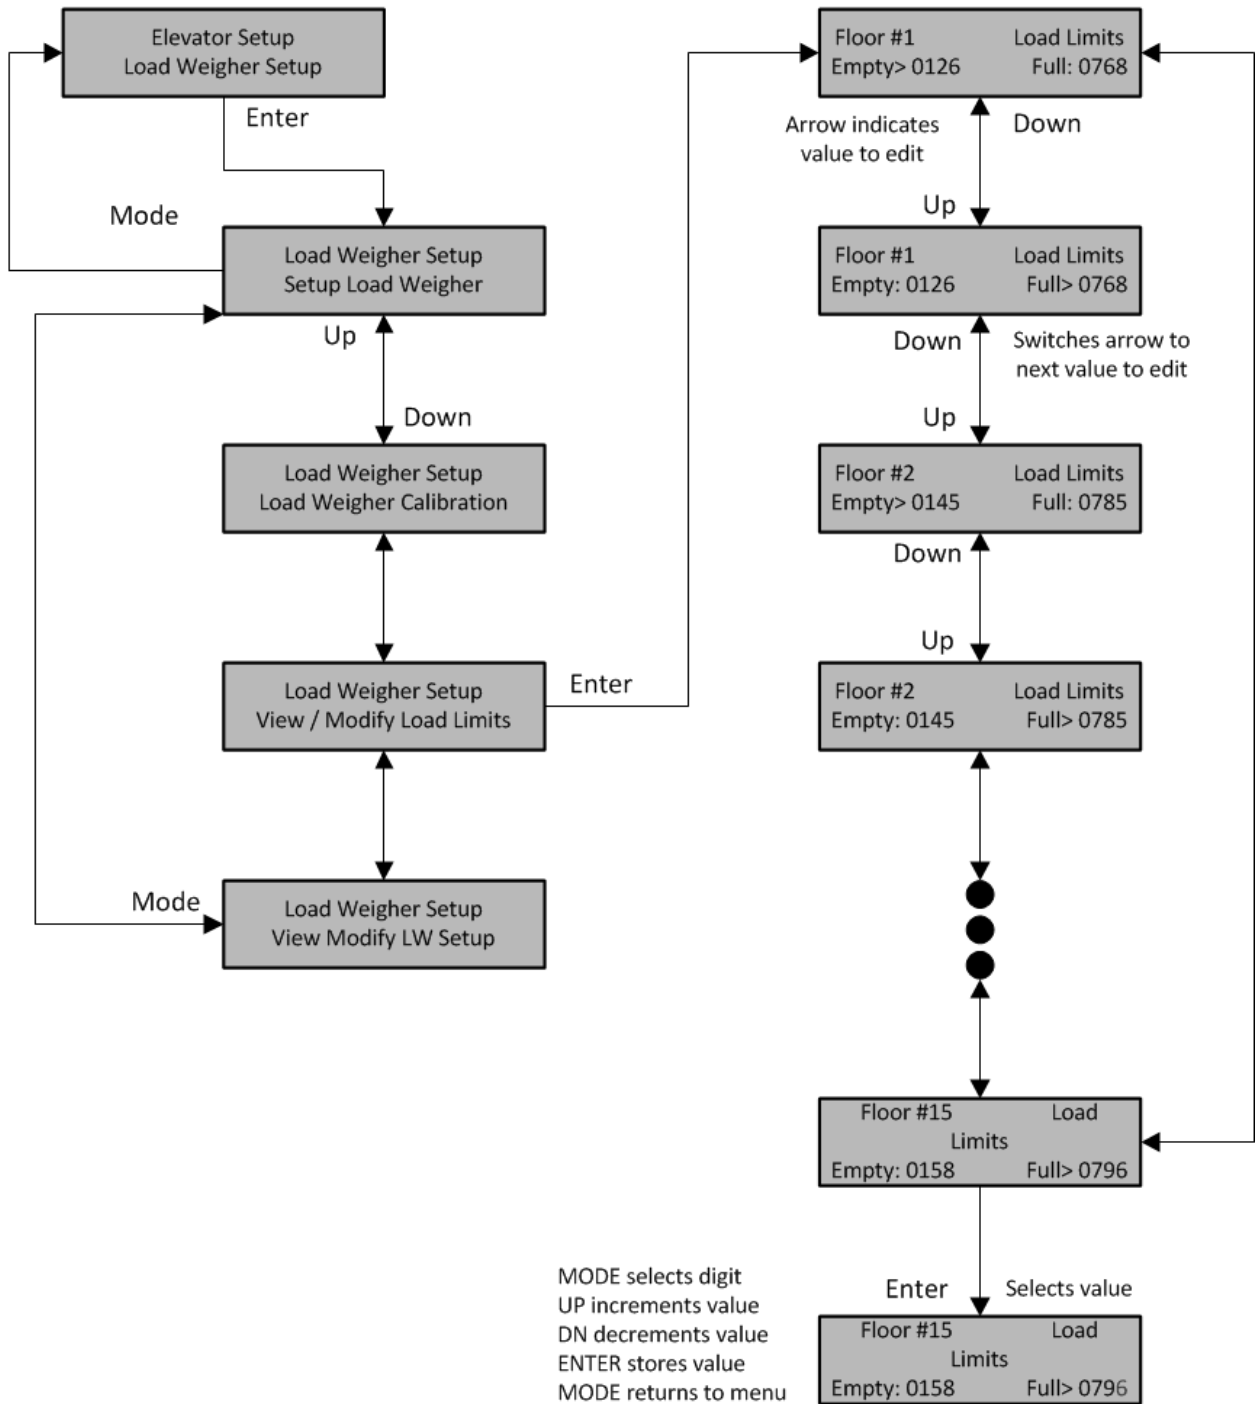 Elevator Setup
Load Weigher Setup
Enter
Mode
Load Weigher Setup
Setup Load Weigher
Up
Down
Load Weigher Setup
Load Weigher Calibration
Load Weigher Setup
View / Modify Load Limits
Enter
Mode
Load Weigher Setup
View Modify LW Setup
Floor #1 Load Limits
Empty> 0126 Full: 0768
Arrow indicates
value to edit
Down
Up
Floor #1 Load Limits
Empty: 0126 Full> 0768
Down
Switches arrow to
next value to edit
Up
Floor #2 Load Limits
Empty> 0145 Full: 0785
Down
Up
Floor #2 Load Limits
Empty: 0145 Full> 0785
Floor #15 Load
Limits
Empty: 0158 Full> 0796
Enter
Selects value
MODE selects digit
UP increments value
DN decrements value
ENTER stores value
MODE returns to menu
Floor #15 Load
Limits
Empty: 0158 Full> 0796